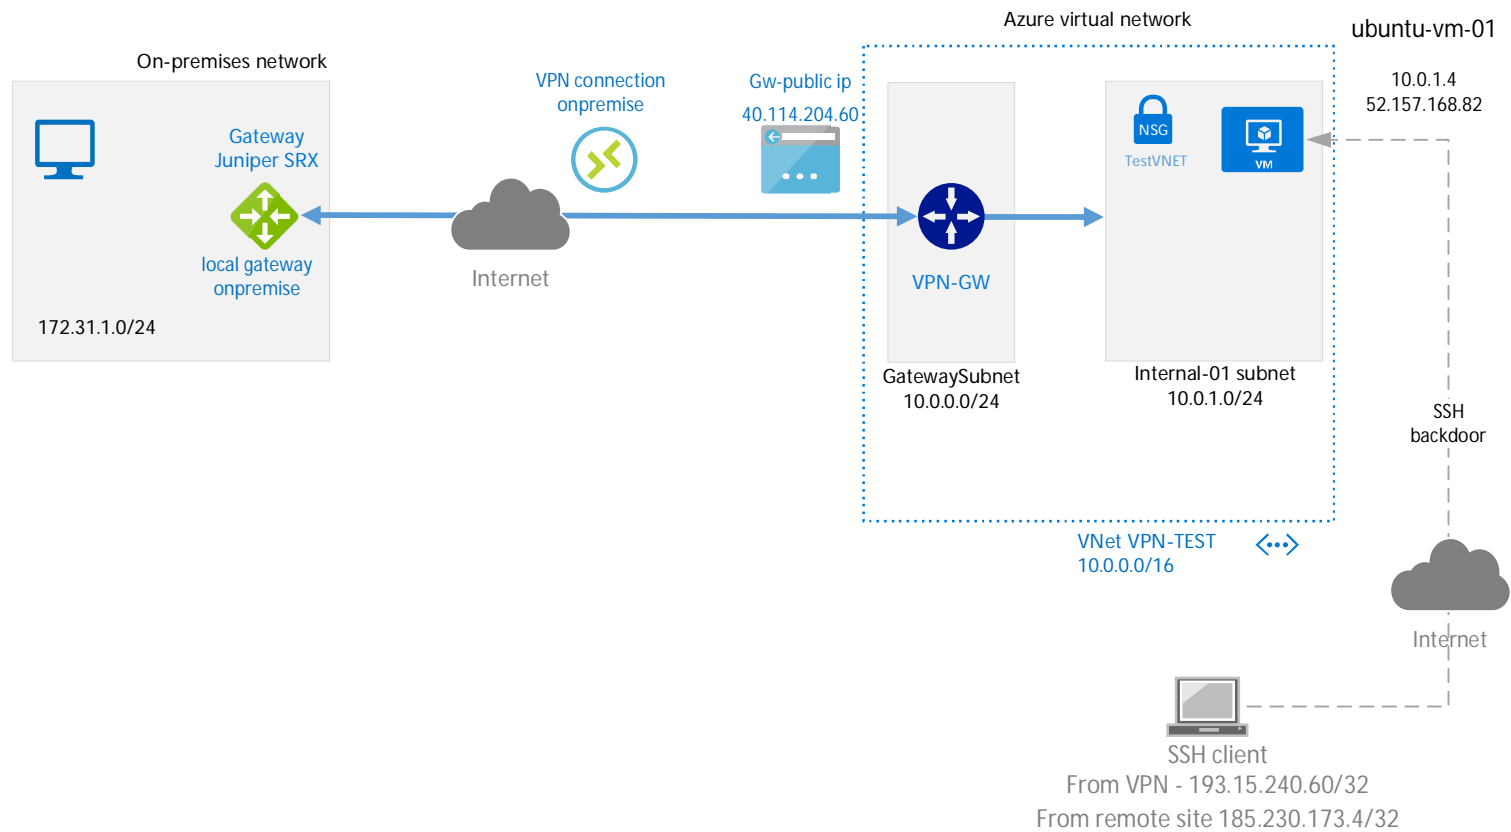 Azure virtual network
ubuntu-vm-01
On-premises network
VPN connection
onpremise
Gw-public ip
40.114.204.60
10.0.1.4
52.157.168.82
NSG
TestVNET
VM
Gateway
Juniper SRX
local gateway
onpremise
172.31.1.0/24
Internet
VPN-GW
GatewaySubnet
10.0.0.0/24
Internal-01 subnet
10.0.1.0/24
SSH
backdoor
VNet VPN-TEST
10.0.0.0/16
Internet
SSH client
From VPN - 193.15.240.60/32
From remote site 185.230.173.4/32